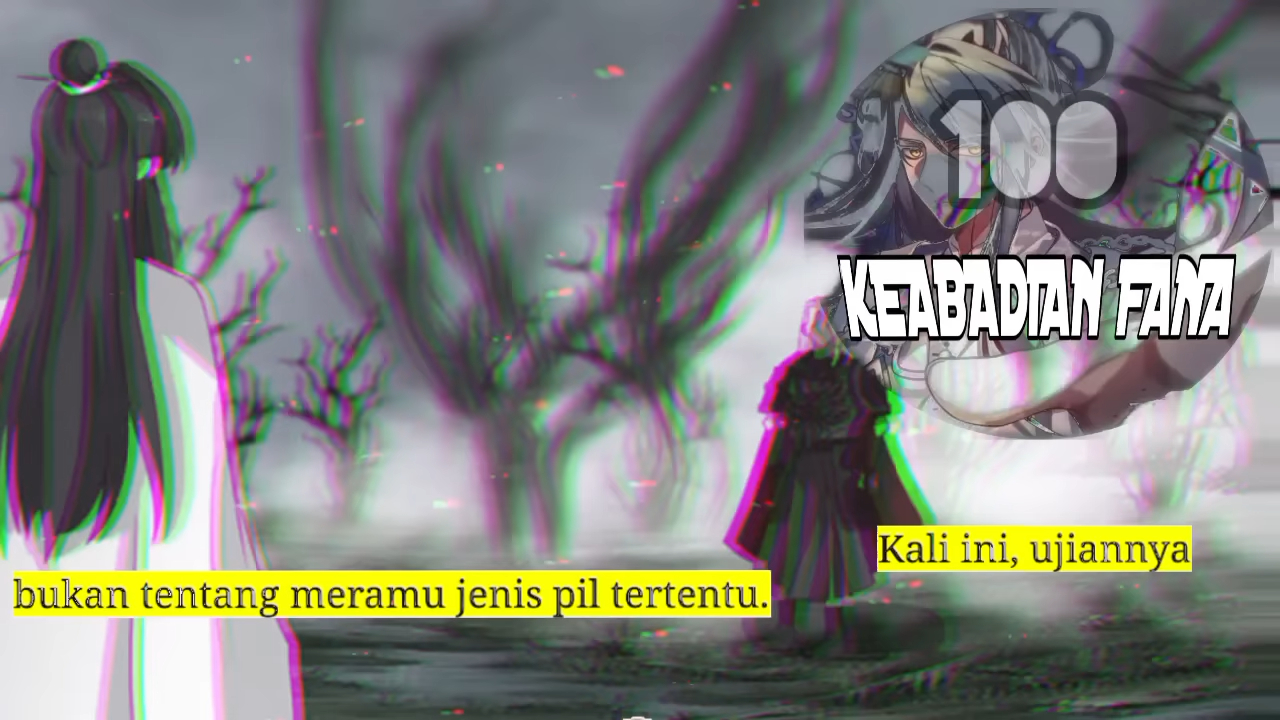 100
KEABADIAN FANA
Kali ini, ujiannya
bukan tentang meramu jenis pil tertentu.